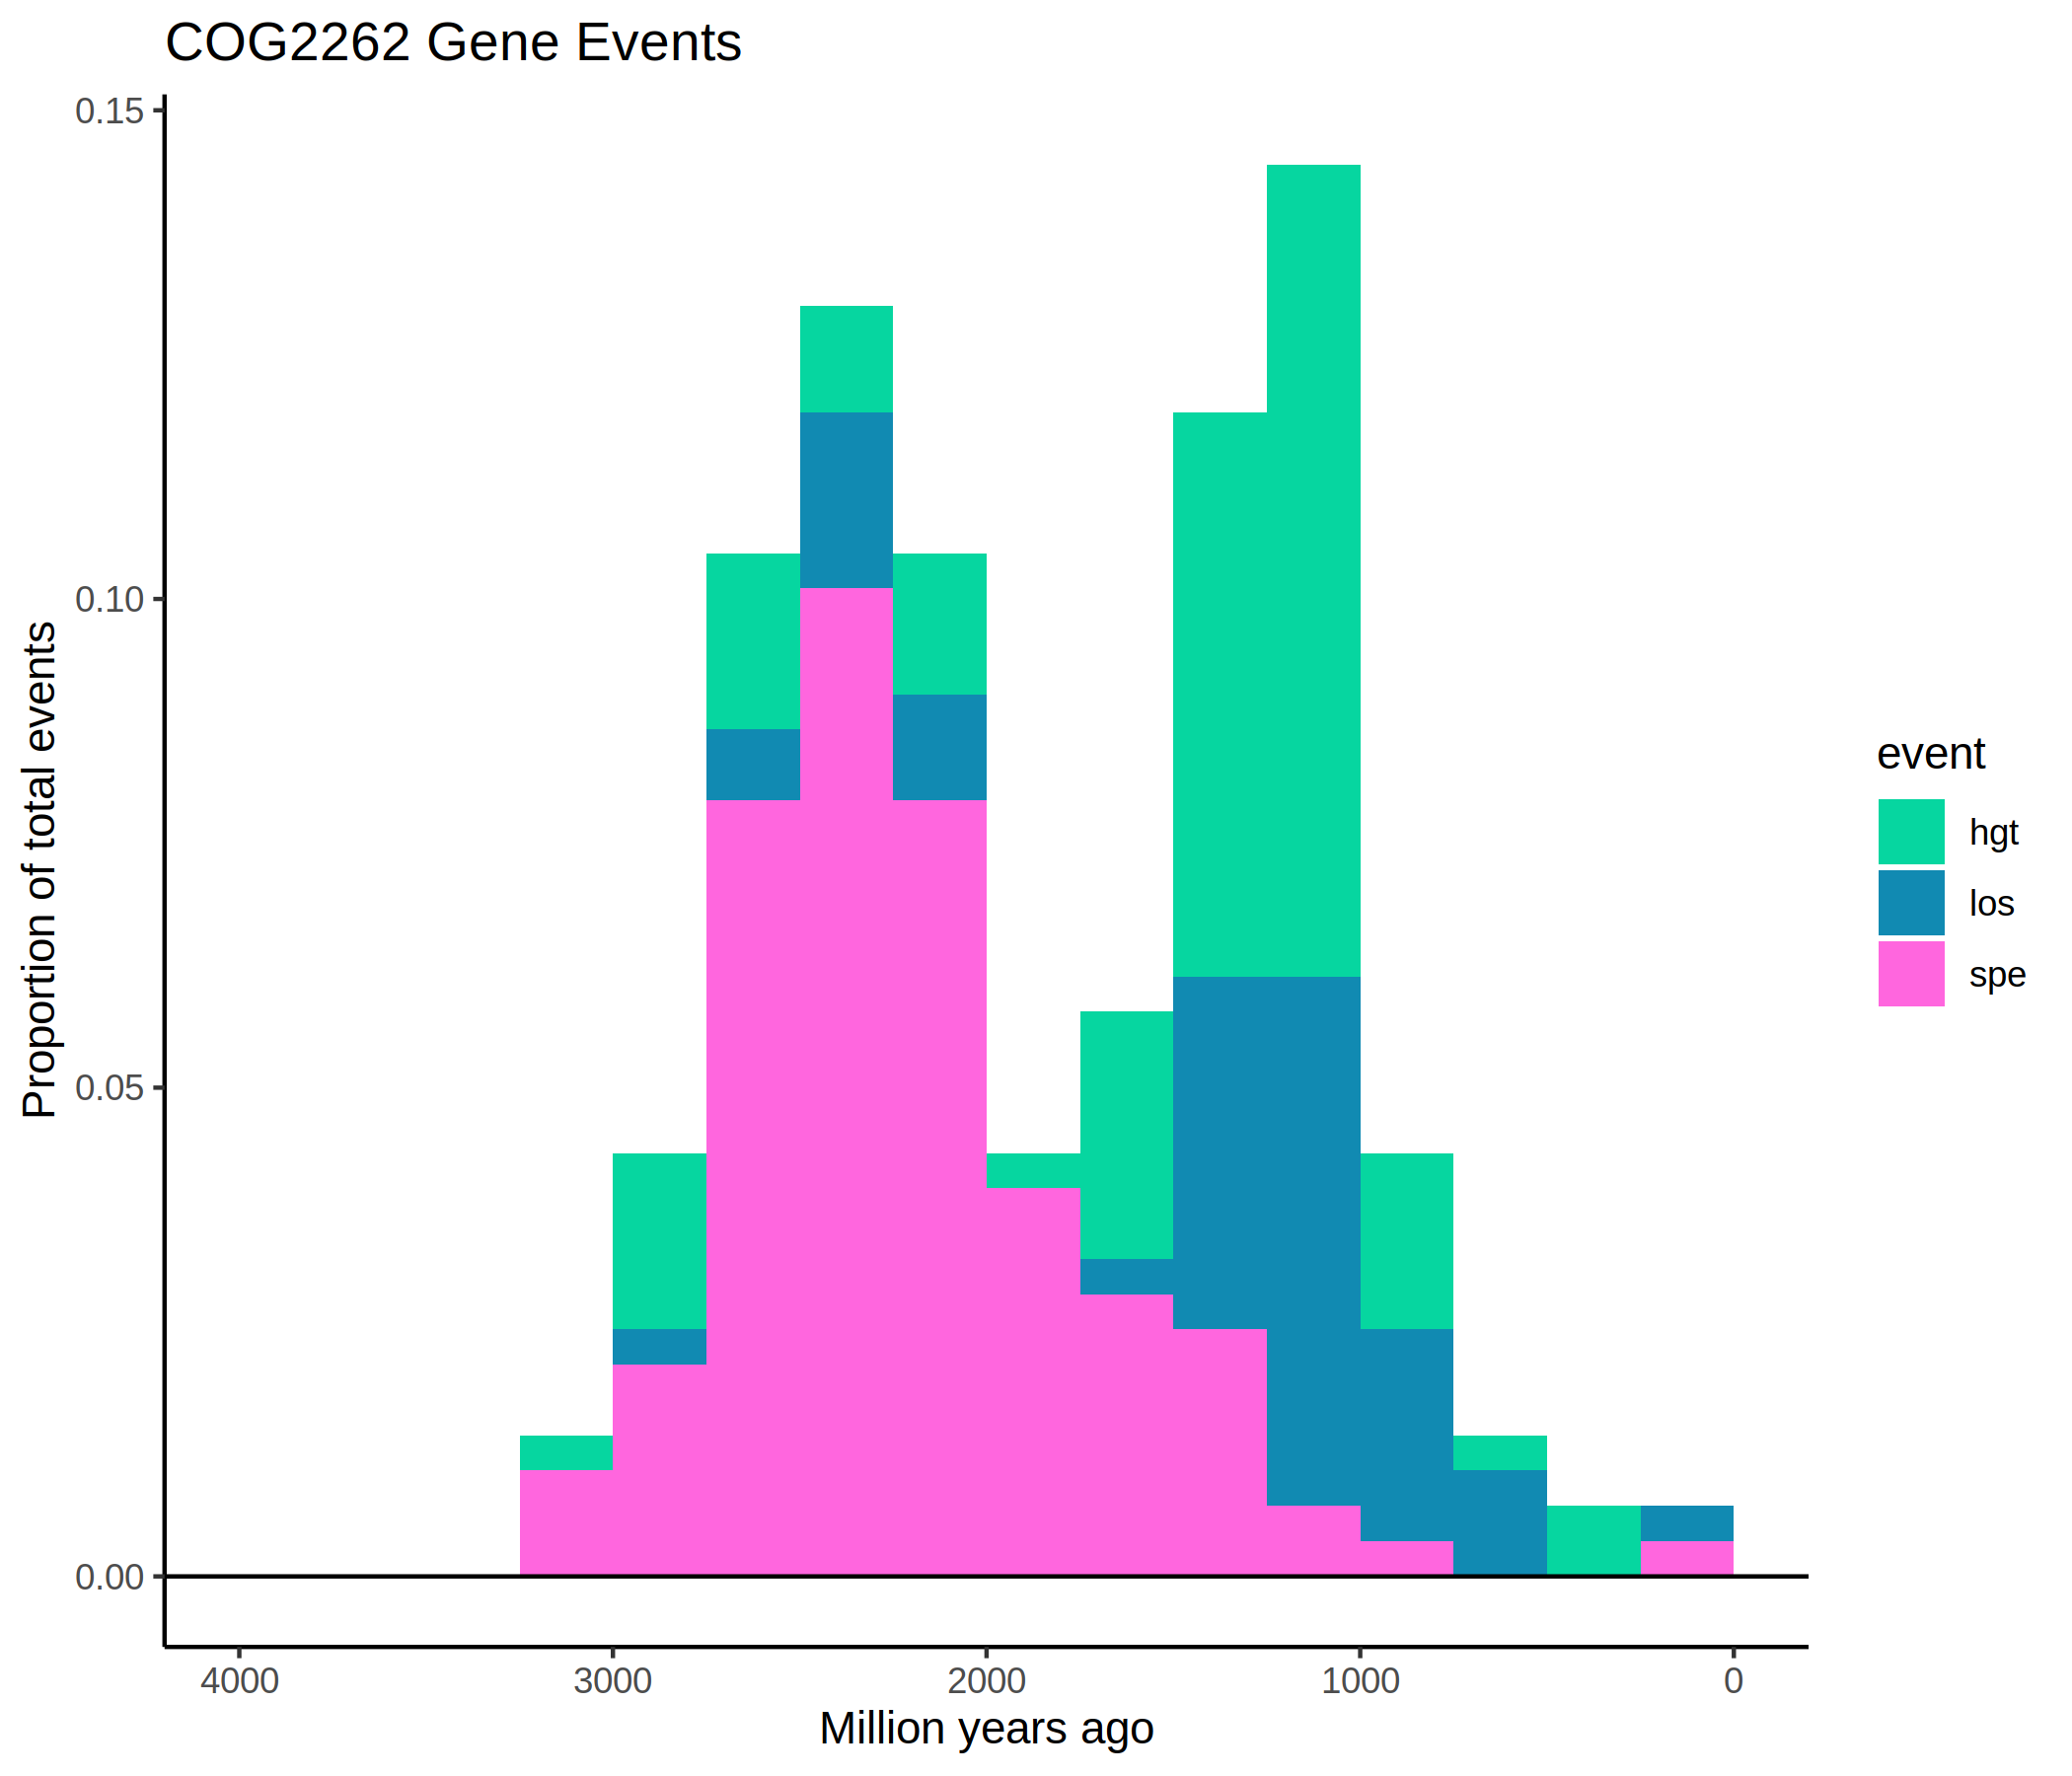 COG2262 Gene Events
0.15
0.10
0.05
0.00
Proportion of total events
4000 3000 2000 1000 0
Million years ago
event
hgt
los
spe